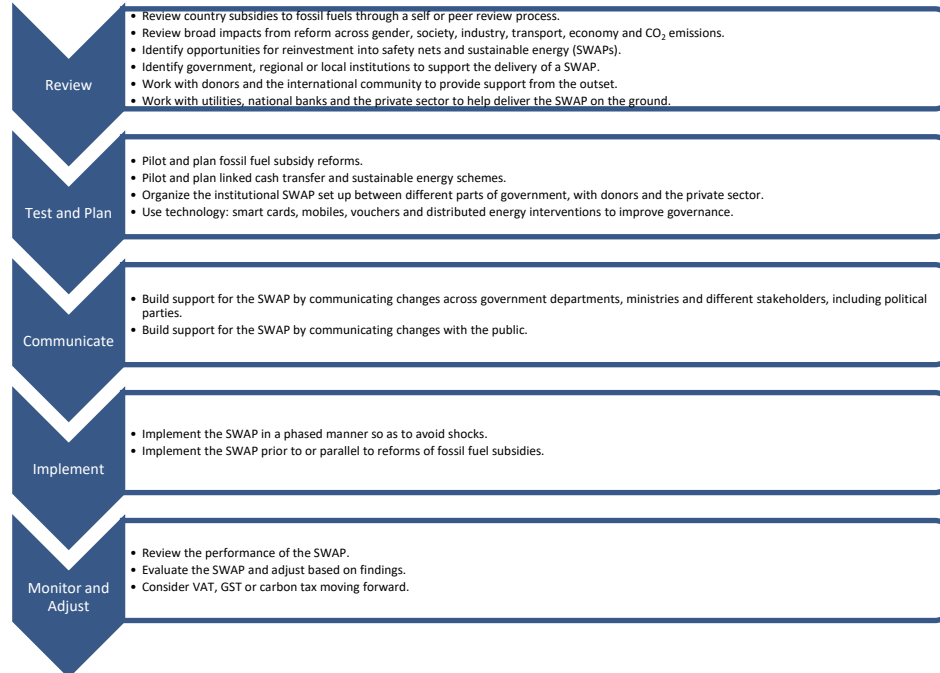 Review
• Review country subsidies to fossil fuels through a self or peer review process.
• Review broad impacts from reform across gender, society, industry, transport, economy and CO₂ emissions.
• Identify opportunities for reinvestment into safety nets and sustainable energy (SWAPs).
• Identify government, regional or local institutions to support the delivery of a SWAP.
• Work with donors and the international community to provide support from the outset.
• Work with utilities, national banks and the private sector to help deliver the SWAP on the ground.
Test and Plan
• Pilot and plan fossil fuel subsidy reforms.
• Pilot and plan linked cash transfer and sustainable energy schemes.
• Organize the institutional SWAP set up between different parts of government, with donors and the private sector.
• Use technology: smart cards, mobiles, vouchers and distributed energy interventions to improve governance.
Communicate
• Build support for the SWAP by communicating changes across government departments, ministries and different stakeholders, including political
parties.
• Build support for the SWAP by communicating changes with the public.
Implement
• Implement the SWAP in a phased manner so as to avoid shocks.
• Implement the SWAP prior to or parallel to reforms of fossil fuel subsidies.
Monitor and
Adjust
• Review the performance of the SWAP.
• Evaluate the SWAP and adjust based on findings.
• Consider VAT, GST or carbon tax moving forward.